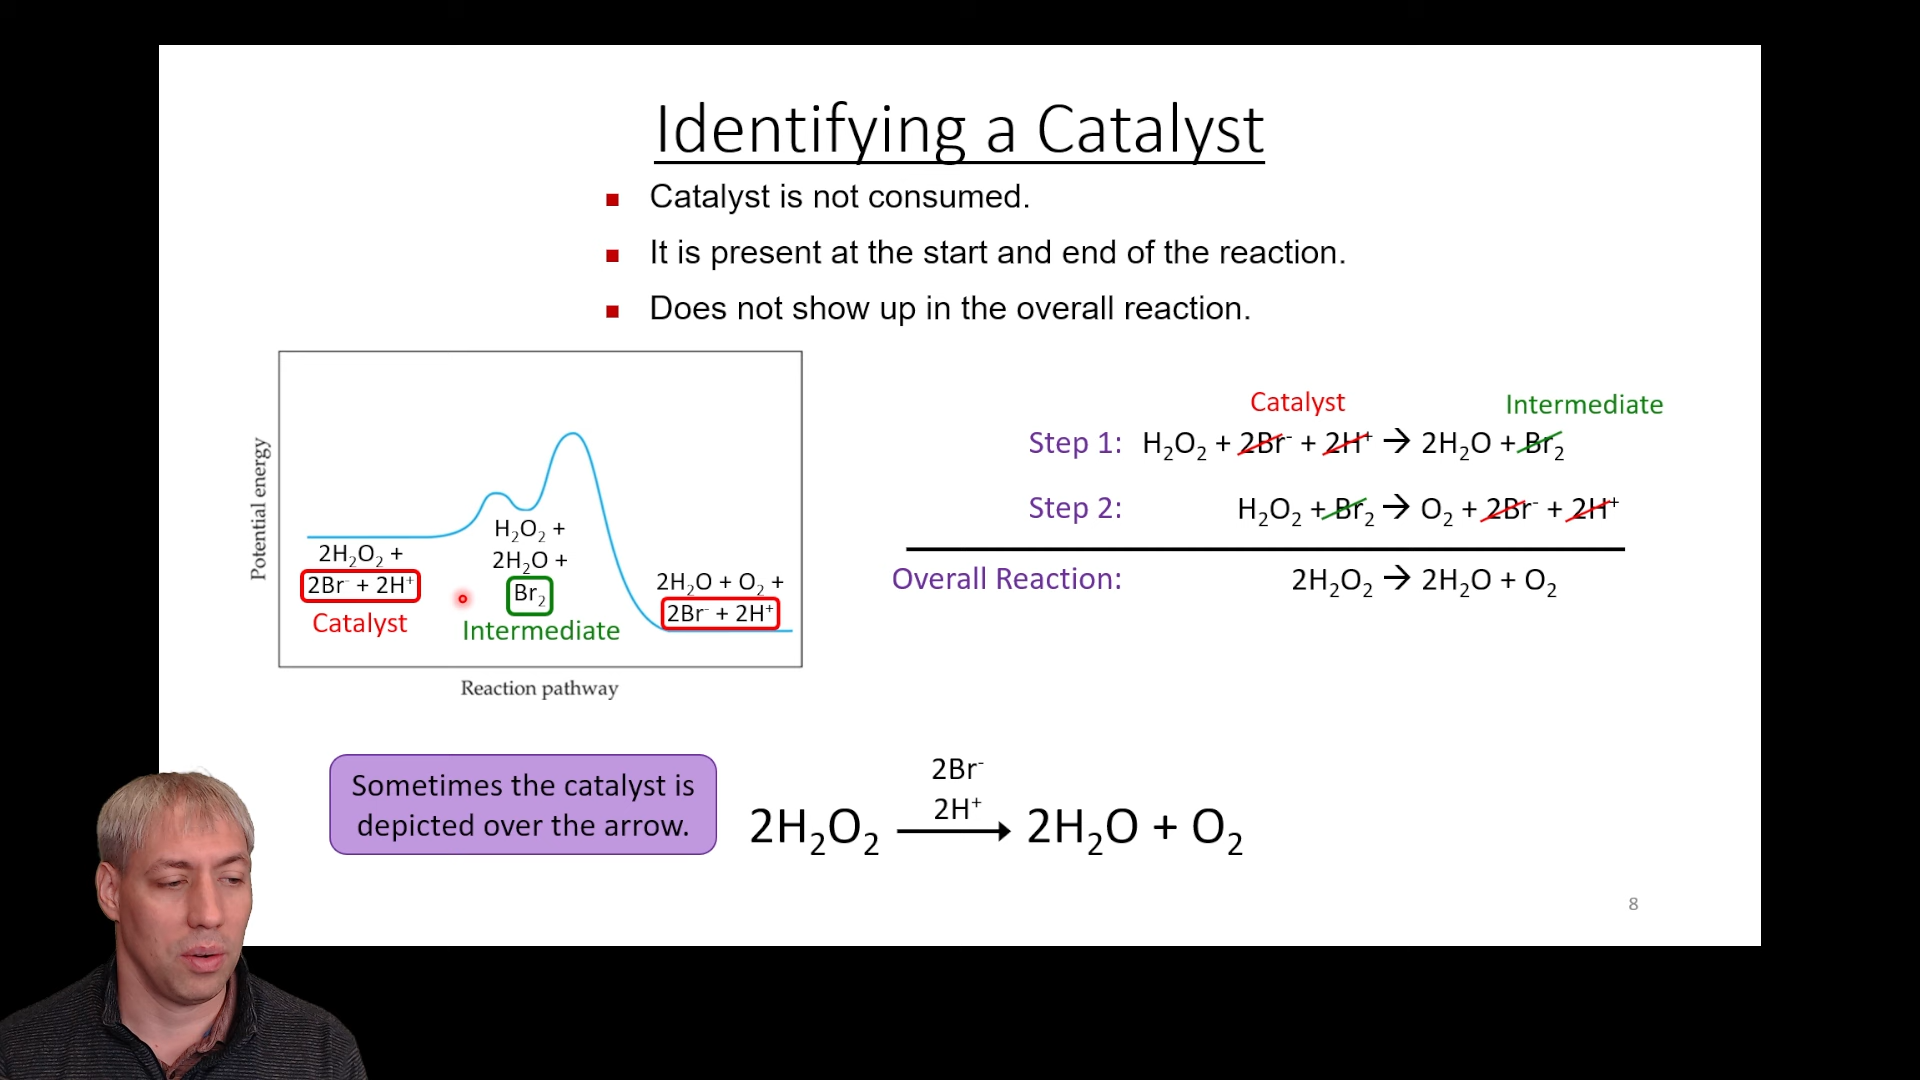 Identifying a Catalyst
Catalyst is not consumed.
It is present at the start and end of the reaction.
Does not show up in the overall reaction.
Potential energy
2H₂O₂ +
2Br⁻ + 2H⁺
Catalyst
H₂O₂ +
2H₂O +
Br₂
Intermediate
2H₂O + O₂ +
2Br⁻ + 2H⁺
Reaction pathway
Catalyst Intermediate
Step 1: H₂O₂ + 2Br⁻ + 2H⁺ → 2H₂O + Br₂
Step 2: H₂O₂ + Br₂ → O₂ + 2Br⁻ + 2H⁺
Overall Reaction: 2H₂O₂ → 2H₂O + O₂
Sometimes the catalyst is
depicted over the arrow.
2Br⁻
2H⁺
2H₂O₂ → 2H₂O + O₂
8